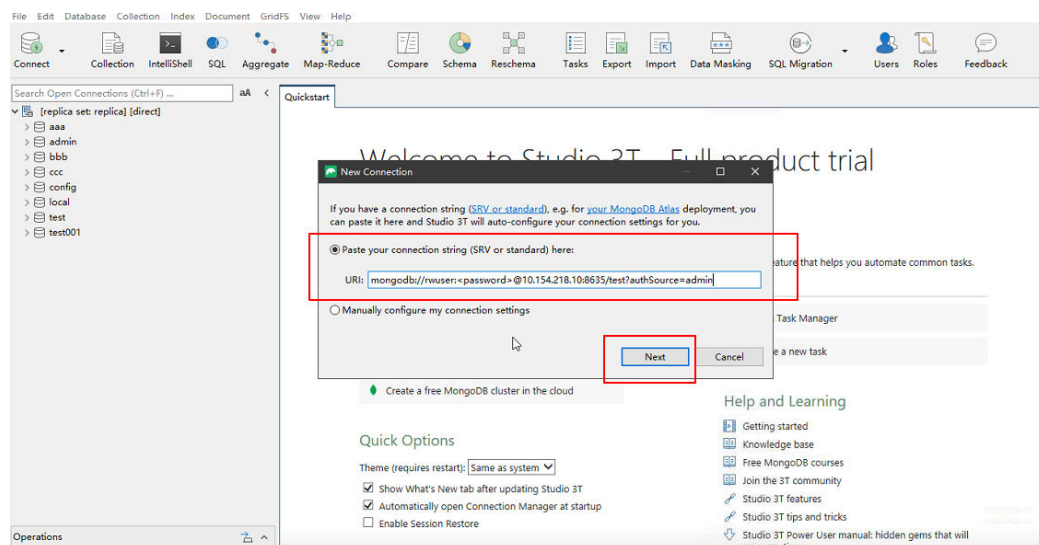 File Edit Database Collection Index Document GridFS View Help
Connect Collection IntelliShell SQL Aggregate Map-Reduce Compare Schema Reschema Tasks Export Import Data Masking SQL Migration Users Roles Feedback
Search Open Connections (Ctrl+F) ... aA <
Quickstart
[replica set: replica] [direct]
aaa
admin
bbb
ccc
config
local
test
test001
Welcome to Studio 3T Full product trial
New Connection
If you have a connection string (SRV or standard), e.g. for your MongoDB Atlas deployment, you
can paste it here and Studio 3T will auto-configure your connection settings for you.
Paste your connection string (SRV or standard) here:
URI: mongodb://rwuser:<password>@10.154.218.10:8635/test?authSource=admin
Manually configure my connection settings
Next Cancel
that helps you automate common tasks.
Task Manager
a new task
Create a free MongoDB cluster in the cloud
Quick Options
Theme (requires restart): Same as system
Show What's New tab after updating Studio 3T
Automatically open Connection Manager at startup
Enable Session Restore
Help and Learning
Getting started
Knowledge base
Free MongoDB courses
Join the 3T community
Studio 3T features
Studio 3T tips and tricks
Studio 3T Power User manual: hidden gems that will
Operations